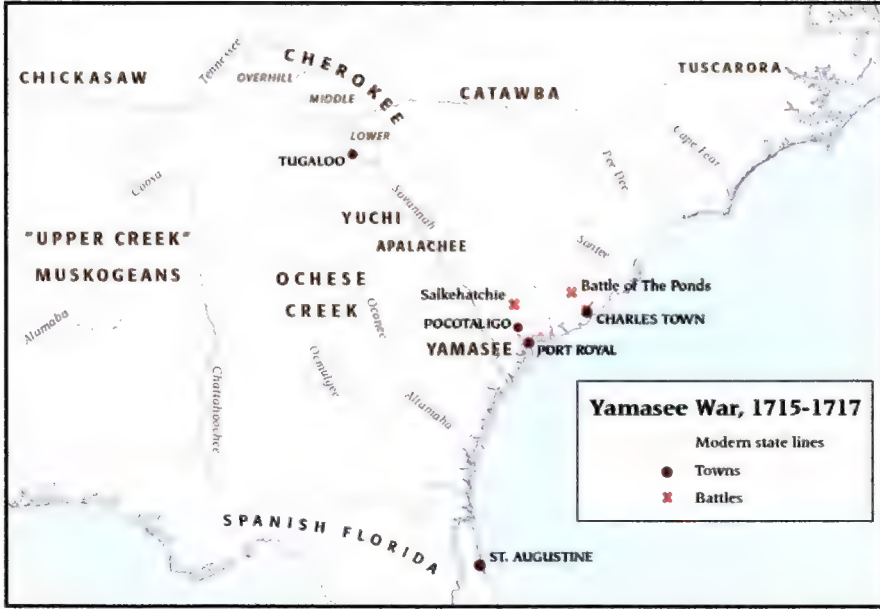 CHICKASAW
Tennessee
CHEROKEE
OVERHILL
MIDDLE
LOWER
CATAWBA
TUSCARORA
Cape Fear
Pee Dee
TUGALOO
Coosa
Savannah
YUCHI
APALACHEE
Santee
"UPPER CREEK"
MUSKOGEANS
OCHESE
CREEK
Oconee
Salkehatchie
Battle of The Ponds
POCOTALIGO
CHARLES TOWN
YAMASEE
PORT ROYAL
Alamaba
Chattahoochee
Ocmulgee
Altamaha
Yamasee War, 1715-1717
Modern state lines
Towns
Battles
SPANISH FLORIDA
ST. AUGUSTINE